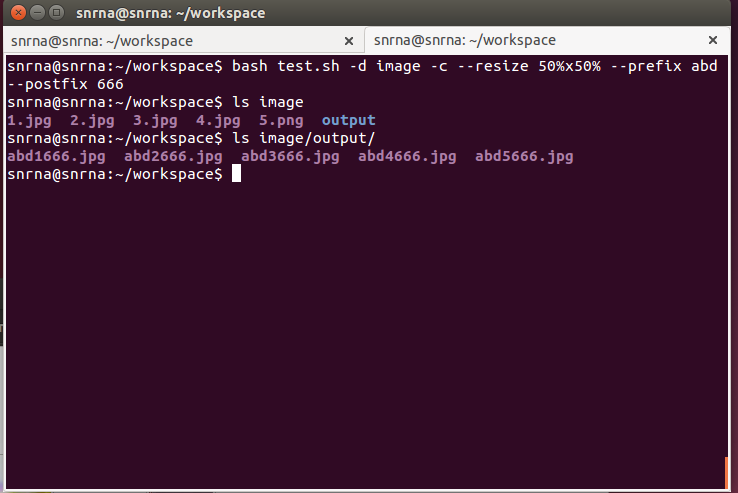 snrna@snrna: ~/workspace
snrna@snrna: ~/workspace × snrna@snrna: ~/workspace ×
snrna@snrna:~/workspace$ bash test.sh -d image -c --resize 50%x50% --prefix abd
--postfix 666
snrna@snrna:~/workspace$ ls image
1.jpg 2.jpg 3.jpg 4.jpg 5.png output
snrna@snrna:~/workspace$ ls image/output/
abd1666.jpg abd2666.jpg abd3666.jpg abd4666.jpg abd5666.jpg
snrna@snrna:~/workspace$